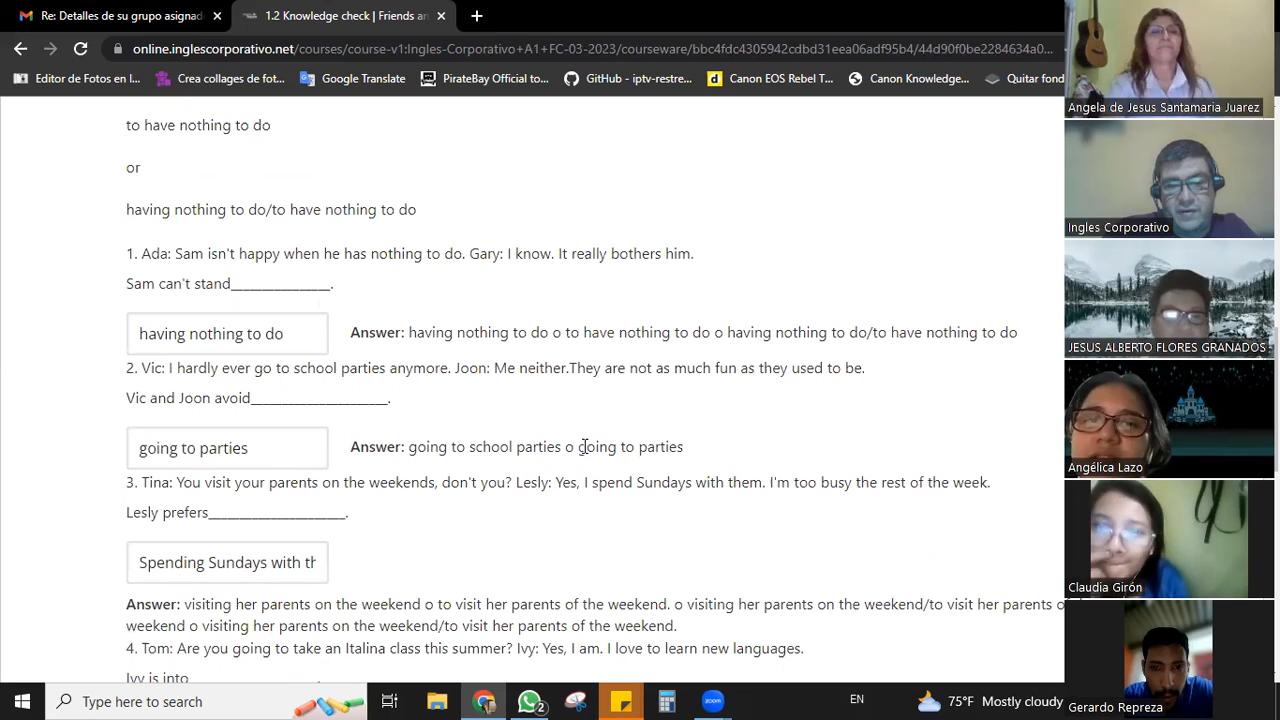 Re: Detalles de su grupo asignad
1.2 Knowledge check | Friends an
online.inglescorporativo.net/courses/course-v1:Ingles-Corporativo+A1+FC-03-2023/courseware/bbc4fdc4305942cdbd31eea06adf95b4/44d90f0be2284634a0...
Editor de Fotos en l...
Crea collages de fot...
Google Translate
PirateBay Official to...
GitHub - iptv-restre...
Canon EOS Rebel T...
Canon Knowledge...
Quitar fond
to have nothing to do
or
having nothing to do/to have nothing to do
1. Ada: Sam isn't happy when he has nothing to do. Gary: I know. It really bothers him.
Sam can't stand_______________.
having nothing to do
Answer: having nothing to do o to have nothing to do o having nothing to do/to have nothing to do
2. Vic: I hardly ever go to school parties anymore. Joon: Me neither.They are not as much fun as they used to be.
Vic and Joon avoid_____________________.
going to parties
Answer: going to school parties o going to parties
3. Tina: You visit your parents on the weekends, don't you? Lesly: Yes, I spend Sundays with them. I'm too busy the rest of the week.
Lesly prefers_____________________.
Spending Sundays with th
Answer: visiting her parents on the weekend o to visit her parents of the weekend. o visiting her parents on the weekend/to visit her parents o
weekend o visiting her parents on the weekend/to visit her parents of the weekend.
4. Tom: Are you going to take an Italina class this summer? Ivy: Yes, I am. I love to learn new languages.
Ivy is into____________________.
Angela de Jesus Santamaria Juarez
Ingles Corporativo
JESUS ALBERTO FLORES GRANADOS
Angélica Lazo
Claudia Girón
Gerardo Repreza
Type here to search
2
zoom
EN
75°F Mostly cloudy